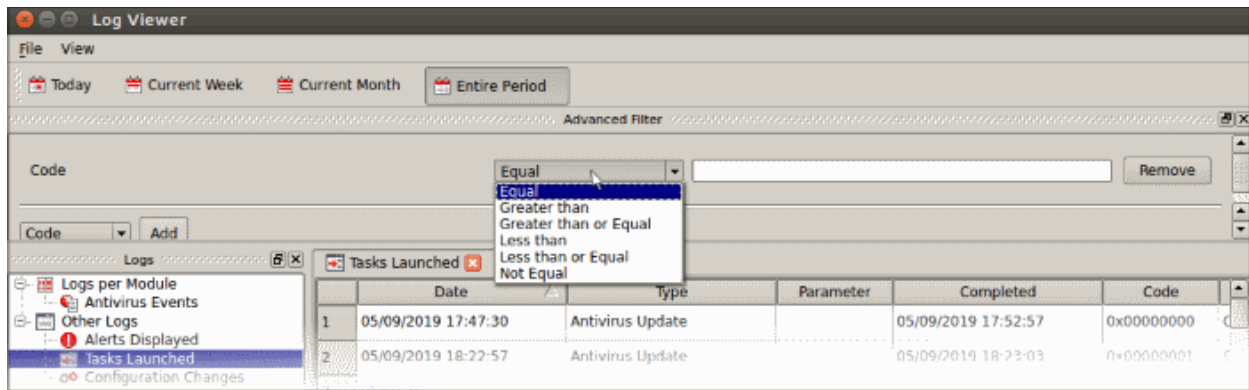 Log Viewer
File View
Today Current Week Current Month Entire Period
Advanced Filter
Code Equal Remove
Equal
Greater than
Greater than or Equal
Less than
Less than or Equal
Not Equal
Code Add
Logs
Logs per Module
Antivirus Events
Other Logs
Alerts Displayed
Tasks Launched
Configuration Changes
Tasks Launched
Date Type Parameter Completed Code
1 05/09/2019 17:47:30 Antivirus Update 05/09/2019 17:52:57 0x00000000
2 05/09/2019 18:22:57 Antivirus Update 05/09/2019 18:23:03